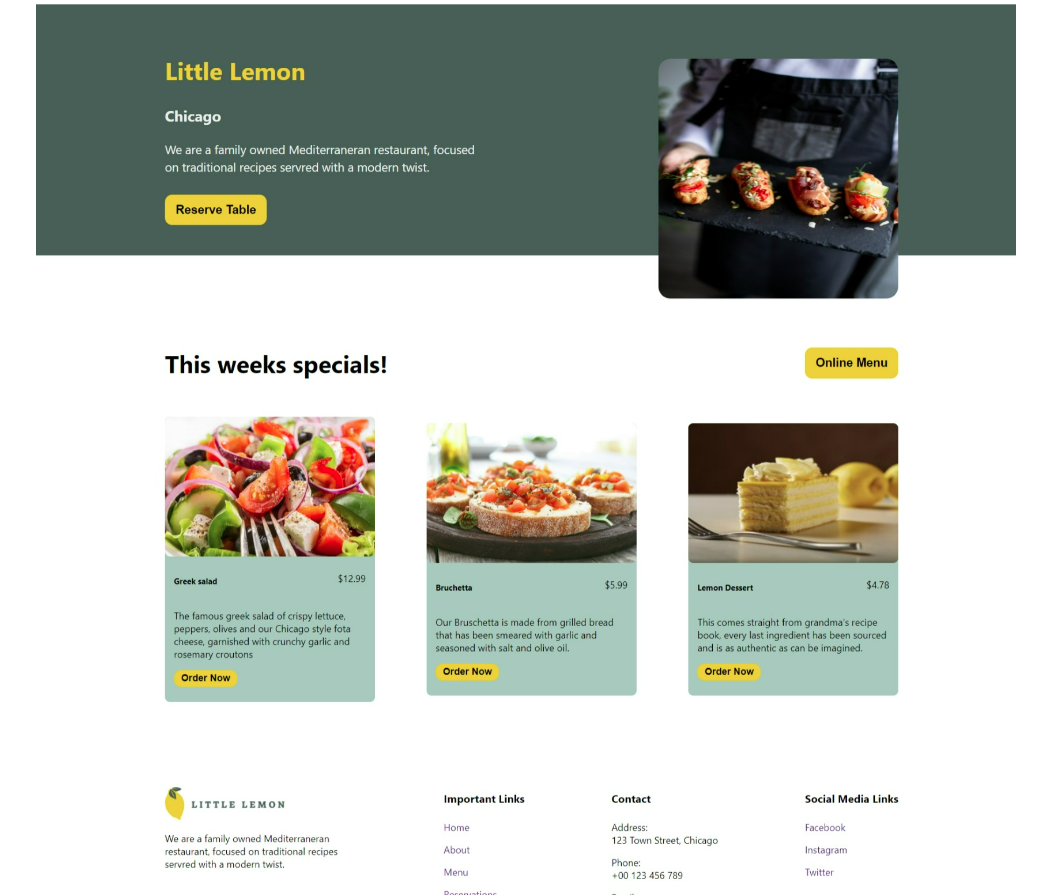 Little Lemon
Chicago
We are a family owned Mediterraneran restaurant, focused
on traditional recipes servred with a modern twist.
Reserve Table
This weeks specials!
Online Menu
Greek salad
$12.99
The famous greek salad of crispy lettuce,
peppers, olives and our Chicago style fota
cheese, garnished with crunchy garlic and
rosemary croutons
Order Now
Bruchetta
$5.99
Our Bruschetta is made from grilled bread
that has been smeared with garlic and
seasoned with salt and olive oil.
Order Now
Lemon Dessert
$4.78
This comes straight from grandma's recipe
book, every last ingredient has been sourced
and is as authentic as can be imagined.
Order Now
LITTLE LEMON
We are a family owned Mediterraneran
restaurant, focused on traditional recipes
servred with a modern twist.
Important Links
Home
About
Menu
Reservations
Contact
Address:
123 Town Street, Chicago
Phone:
+00 123 456 789
Social Media Links
Facebook
Instagram
Twitter